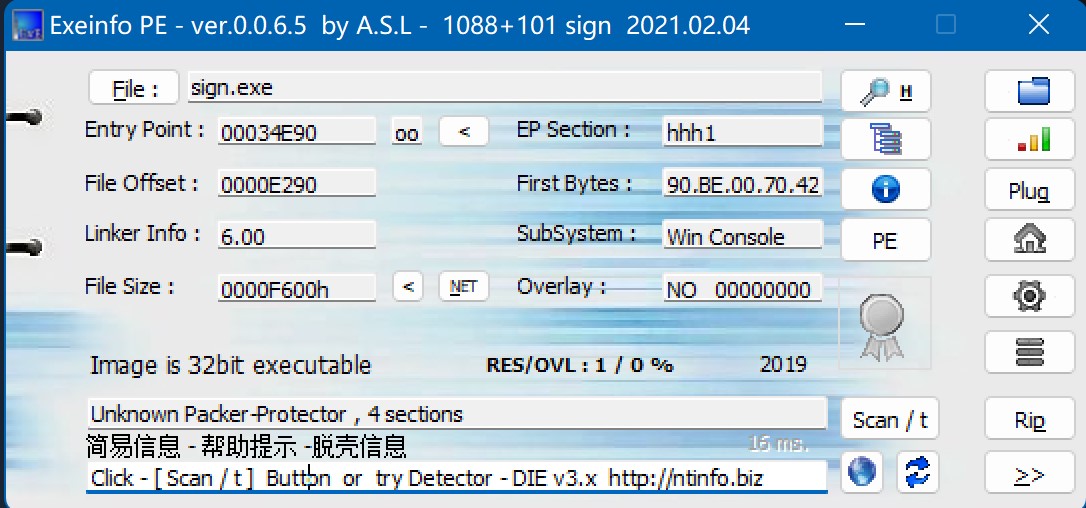 Exeinfo PE - ver.0.0.6.5 by A.S.L - 1088+101 sign 2021.02.04
File : sign.exe H
Entry Point : 00034E90 oo < EP Section : hhh1
File Offset : 0000E290 First Bytes : 90.BE.00.70.42 Plug
Linker Info : 6.00 SubSystem : Win Console PE
File Size : 0000F600h < NET Overlay : NO 00000000
Image is 32bit executable RES/OVL : 1 / 0 % 2019
Unknown Packer-Protector , 4 sections Scan / t Rip
简易信息 - 帮助提示 -脱壳信息 16 ms.
Click - [ Scan / t ] Button or try Detector - DIE v3.x http://ntinfo.biz >>